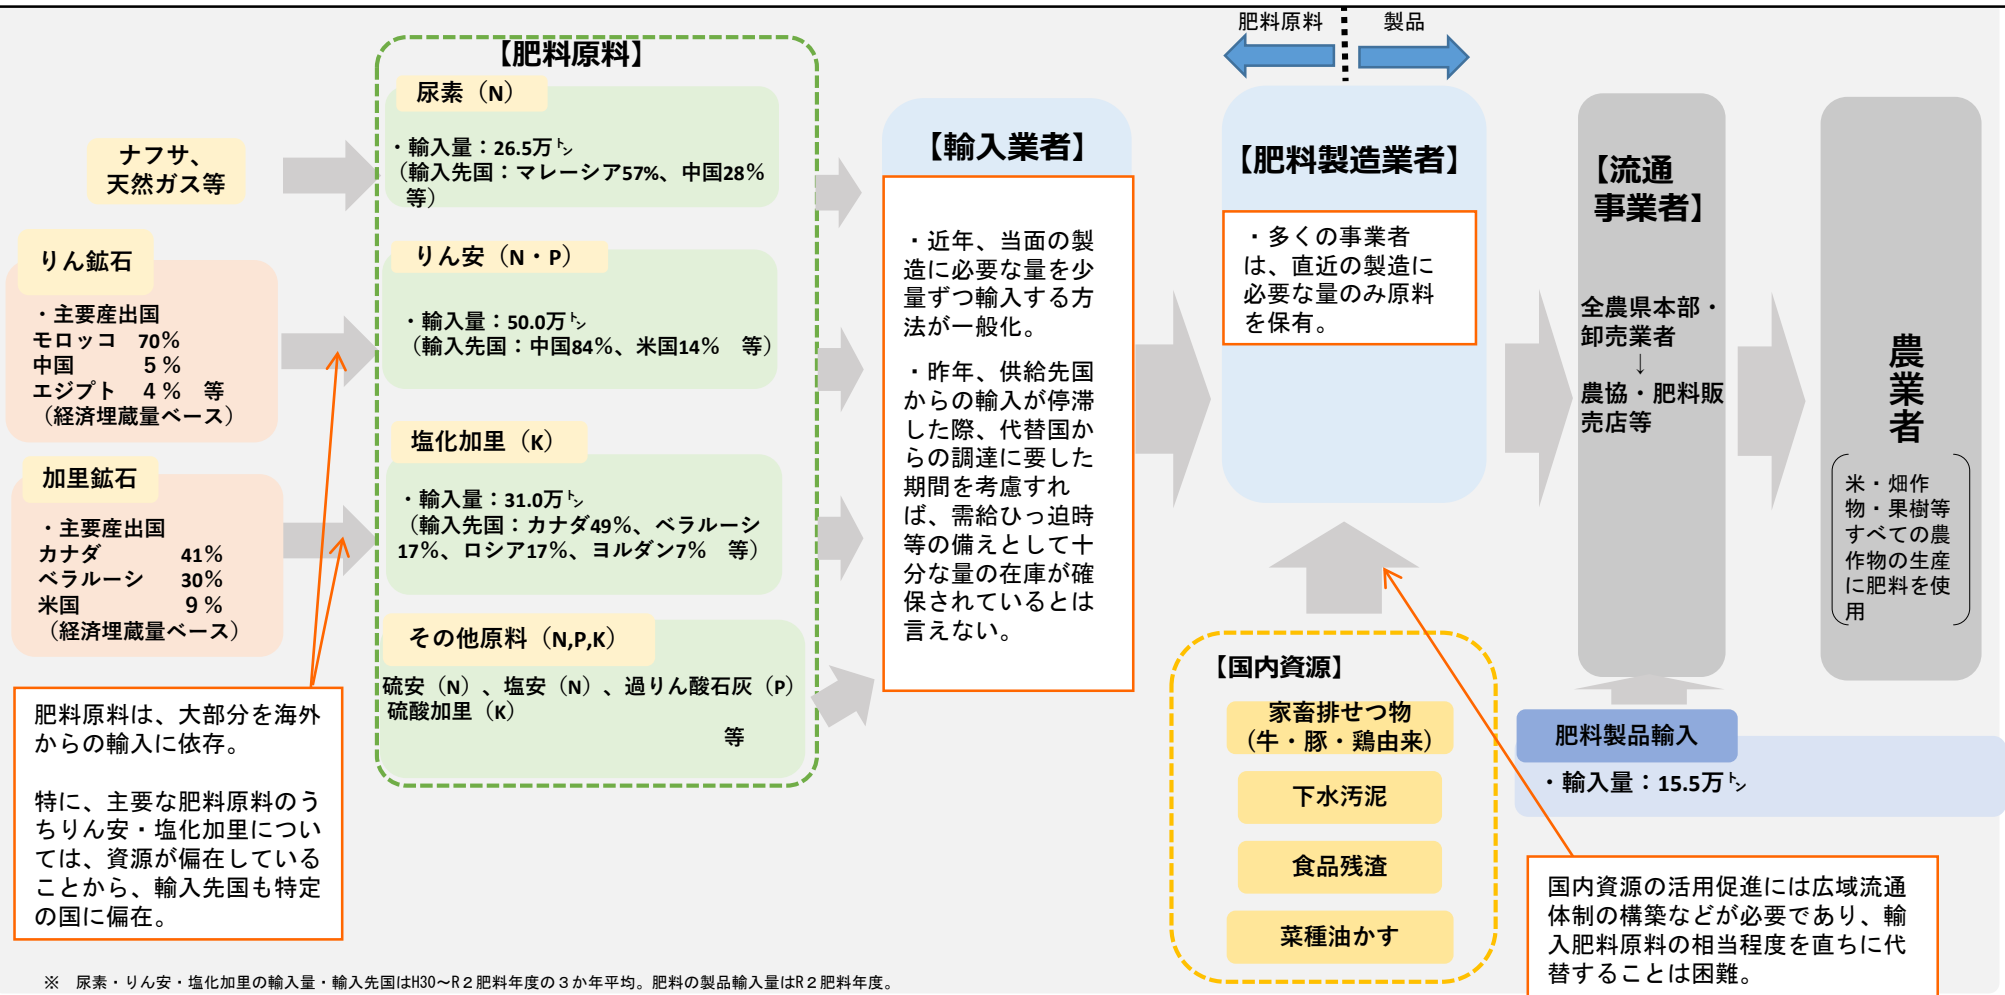 肥料原料
製品
【肥料原料】
尿素（N）
・輸入量：26.5万㌧
（輸入先国：マレーシア57%、中国28%
等）
ナフサ、
天然ガス等
りん鉱石
・主要産出国
モロッコ　70％
中国　　　５％
エジプト　４％　等
（経済埋蔵量ベース）
りん安（N・P）
・輸入量：50.0万㌧
（輸入先国：中国84％、米国14％　等）
加里鉱石
・主要産出国
カナダ　　　41％
ベラルーシ　30％
米国　　　　９％
（経済埋蔵量ベース）
塩化加里（K）
・輸入量：31.0万㌧
（輸入先国：カナダ49％、ベラルーシ
17％、ロシア17％、ヨルダン7％　等）
その他原料（N,P,K）
硫安（N）、塩安（N）、過りん酸石灰（P）
硫酸加里（K）
等
肥料原料は、大部分を海外
からの輸入に依存。
特に、主要な肥料原料のう
ちりん安・塩化加里につい
ては、資源が偏在している
ことから、輸入先国も特定
の国に偏在。
【輸入業者】
・近年、当面の製
造に必要な量を少
量ずつ輸入する方
法が一般化。
・昨年、供給先国
からの輸入が停滞
した際、代替国か
らの調達に要した
期間を考慮すれ
ば、需給ひっ迫時
等の備えとして十
分な量の在庫が確
保されているとは
言えない。
【肥料製造業者】
・多くの事業者
は、直近の製造に
必要な量のみ原料
を保有。
【国内資源】
家畜排せつ物
(牛・豚・鶏由来)
下水汚泥
食品残渣
菜種油かす
【流通
事業者】
全農県本部・
卸売業者
↓
農協・肥料販
売店等
肥料製品輸入
・輸入量：15.5万㌧
農業者
米・畑作
物・果樹等
すべての農
作物の生産
に肥料を使
用
国内資源の活用促進には広域流通
体制の構築などが必要であり、輸
入肥料原料の相当程度を直ちに代
替することは困難。
※　尿素・りん安・塩化加里の輸入量・輸入先国はH30～R２肥料年度の３か年平均。肥料の製品輸入量はR２肥料年度。